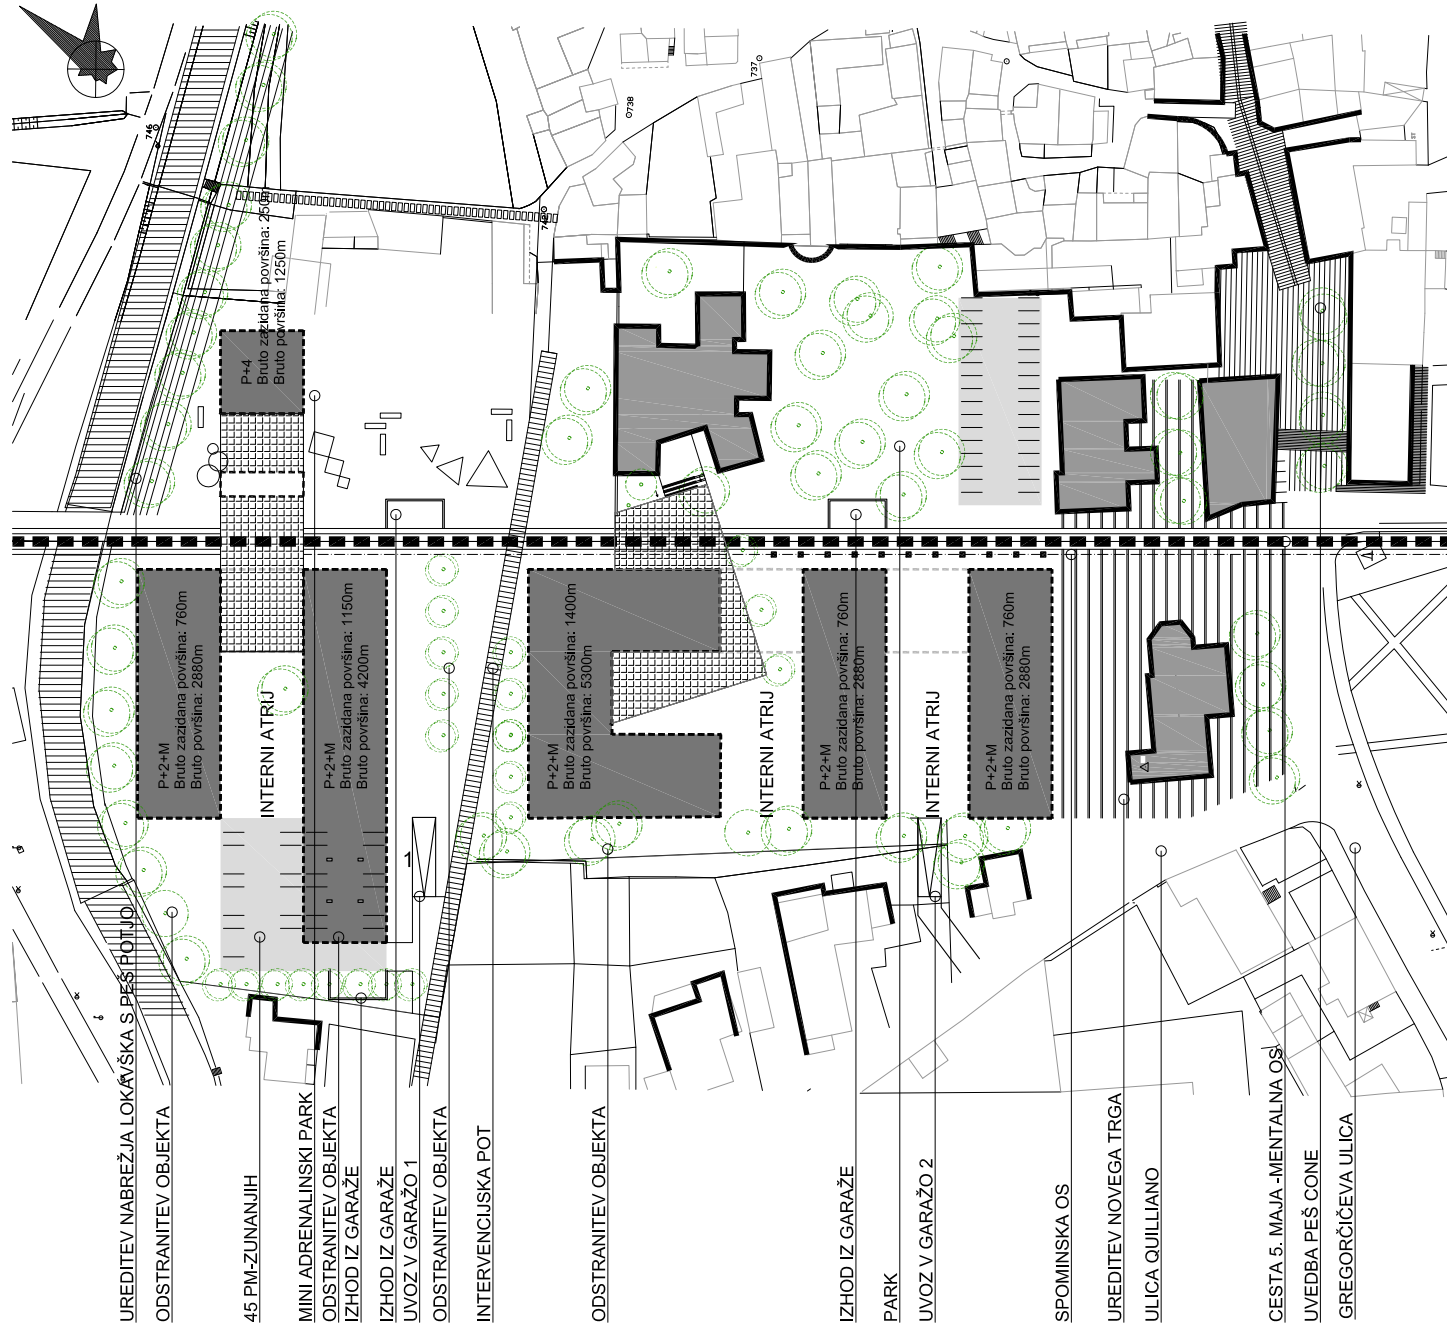 746
738
737
742
P+4
Bruto zazidana površina: 250m
Bruto površina: 1250m
P+2+M
Bruto zazidana površina: 760m
Bruto površina: 2880m
INTERNI ATRIJ
P+2+M
Bruto zazidana površina: 1150m
Bruto površina: 4200m
1
P+2+M
Bruto zazidana površina: 1400m
Bruto površina: 5300m
INTERNI ATRIJ
P+2+M
Bruto zazidana površina: 760m
Bruto površina: 2880m
INTERNI ATRIJ
P+2+M
Bruto zazidana površina: 760m
Bruto površina: 2880m
UREDITEV NABREŽJA LOKAVŠKA S PEŠ POTJO
ODSTRANITEV OBJEKTA
45 PM-ZUNANJIH
MINI ADRENALINSKI PARK
ODSTRANITEV OBJEKTA
IZHOD IZ GARAŽE
IZHOD IZ GARAŽE
UVOZ V GARAŽO 1
ODSTRANITEV OBJEKTA
INTERVENCIJSKA POT
ODSTRANITEV OBJEKTA
IZHOD IZ GARAŽE
PARK
UVOZ V GARAŽO 2
SPOMINSKA OS
UREDITEV NOVEGA TRGA
ULICA QUILLIANO
CESTA 5. MAJA -MENTALNA OS
UVEDBA PEŠ CONE
GREGORČIČEVA ULICA